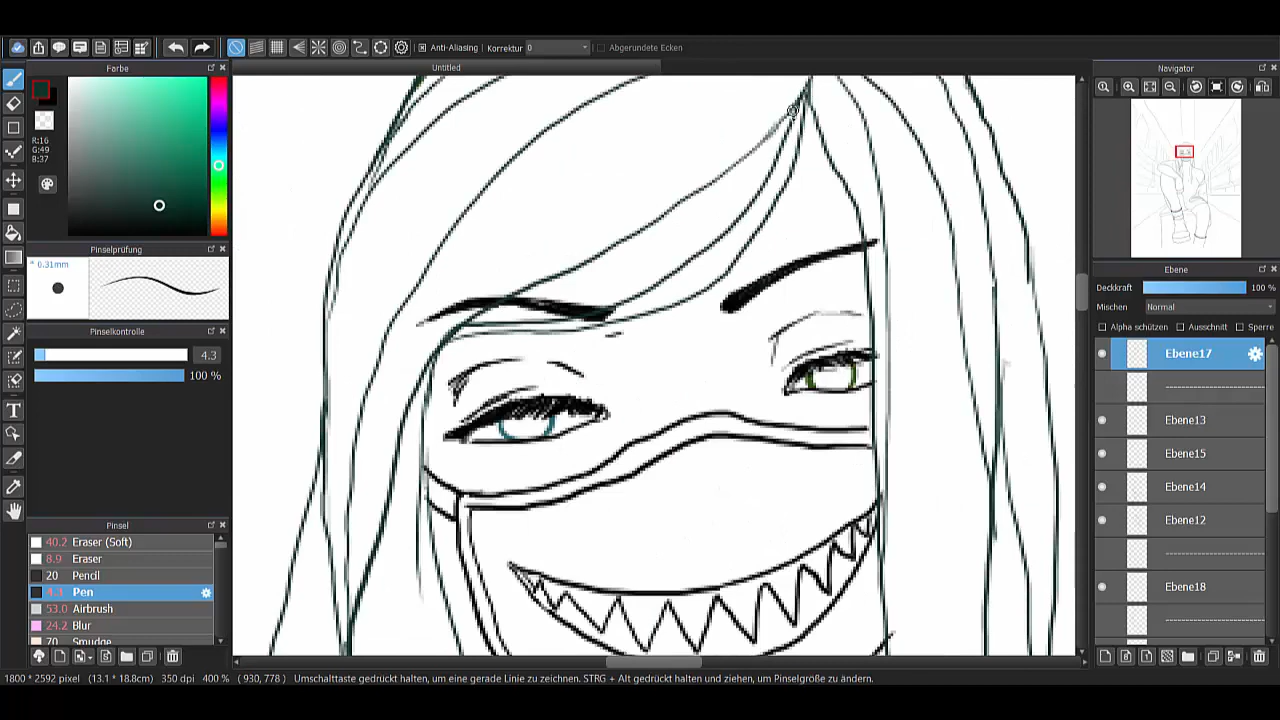 Anti-Aliasing Korrektur 0 Abgerundete Ecken
Farbe
Untitled
Navigator
R:16
G:49
B:37
Pinselprüfung
* 0.31mm
Pinselkontrolle
4.3
100 %
Pinsel
40.2 Eraser (Soft)
8.9 Eraser
20 Pencil
4.3 Pen
53.0 Airbrush
24.2 Blur
70 Smudge
Ebene
Deckkraft 100 %
Mischen Normal
Alpha schützen Ausschnitt Sperre
Ebene17
Ebene13
Ebene15
Ebene14
Ebene12
Ebene18
1800 * 2592 pixel (13.1 * 18.8cm) 350 dpi 400 % ( 930, 778 ) Umschalttaste gedrückt halten, um eine gerade Linie zu zeichnen. STRG + Alt gedrückt halten und ziehen, um Pinselgröße zu ändern.